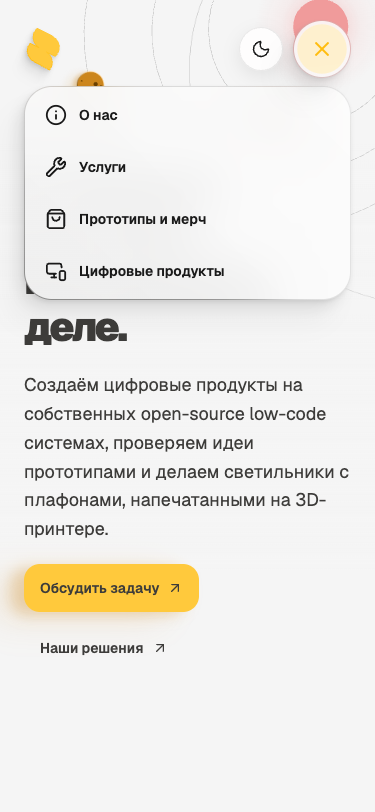 О нас
Услуги
Прототипы и мерч
Цифровые продукты
деле.
Создаём цифровые продукты на
собственных open-source low-code
системах, проверяем идеи
прототипами и делаем светильники с
плафонами, напечатанными на 3D-
принтере.
Обсудить задачу
Наши решения